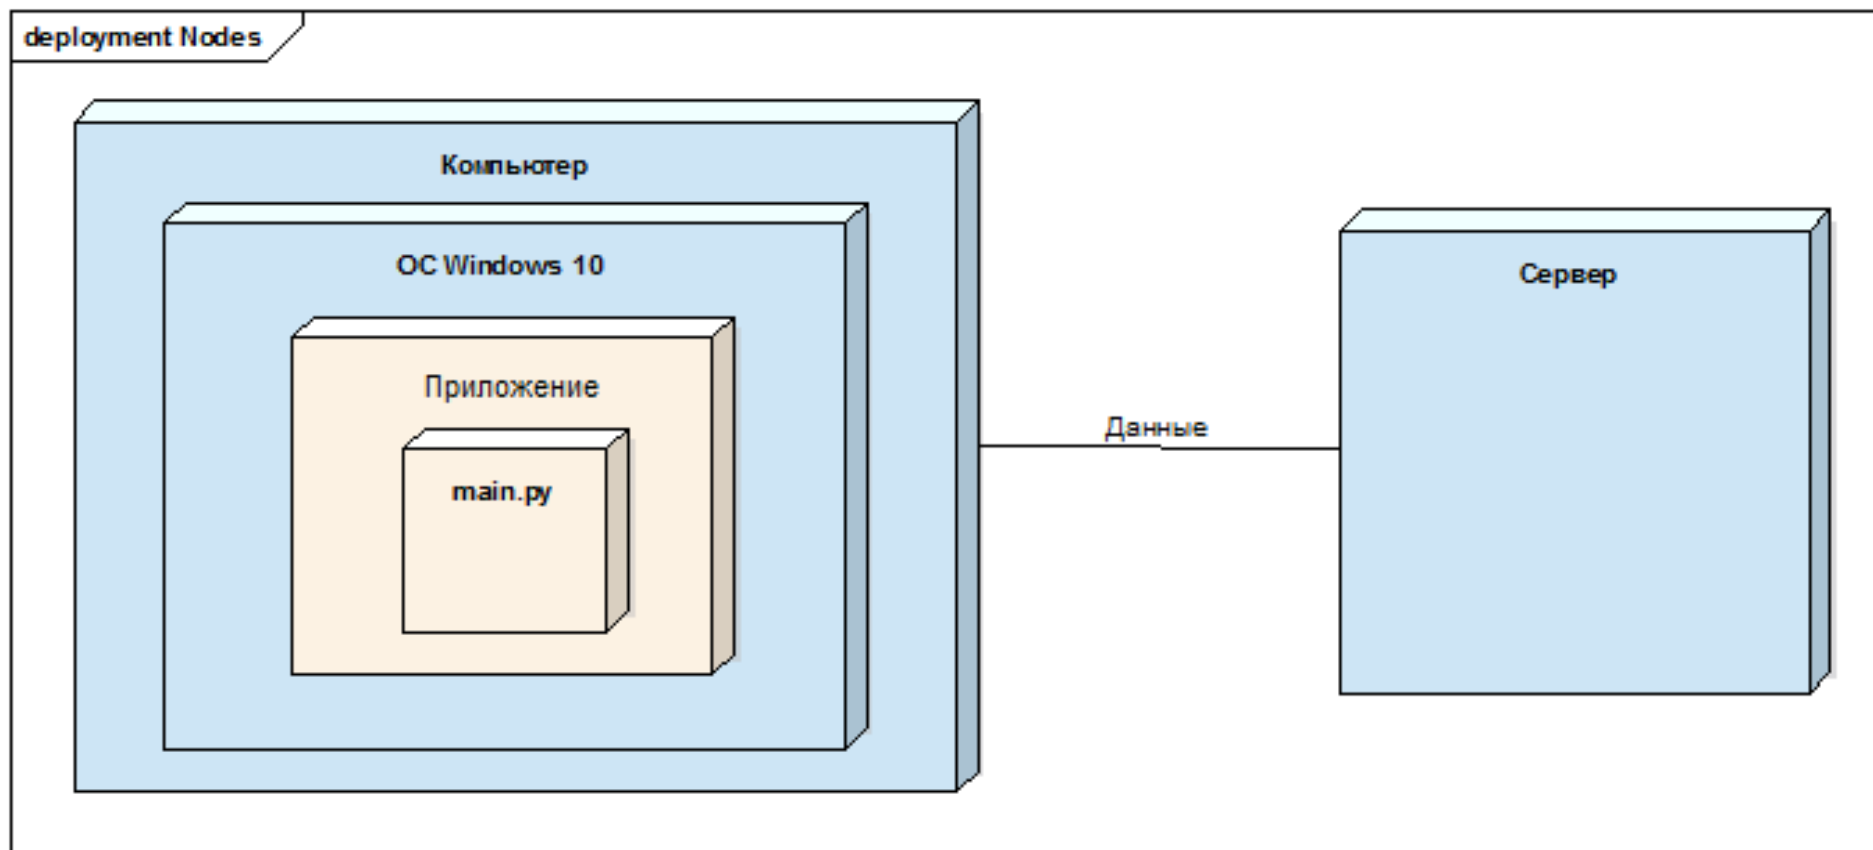 deployment Nodes
Компьютер
ОС Windows 10
Приложение
main.py
Данные
Сервер